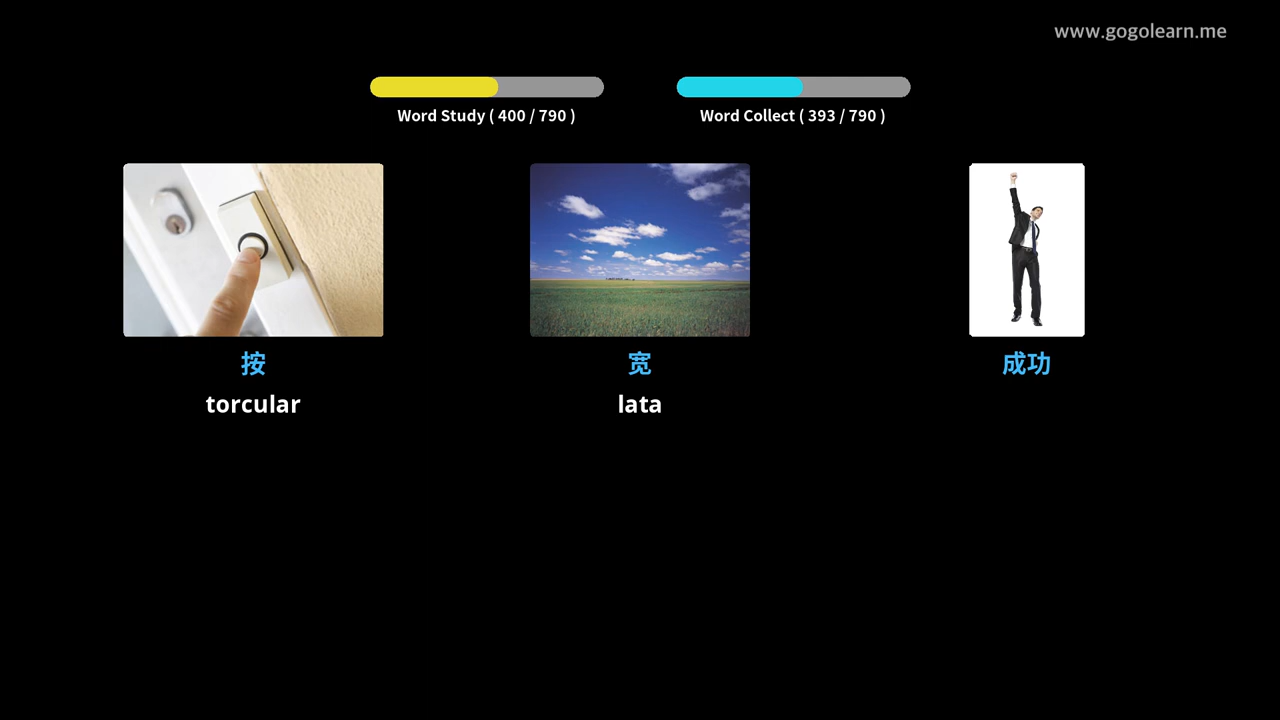 www.gogolearn.me
Word Study ( 400 / 790 )
Word Collect ( 393 / 790 )
按
宽
成功
torcular
lata